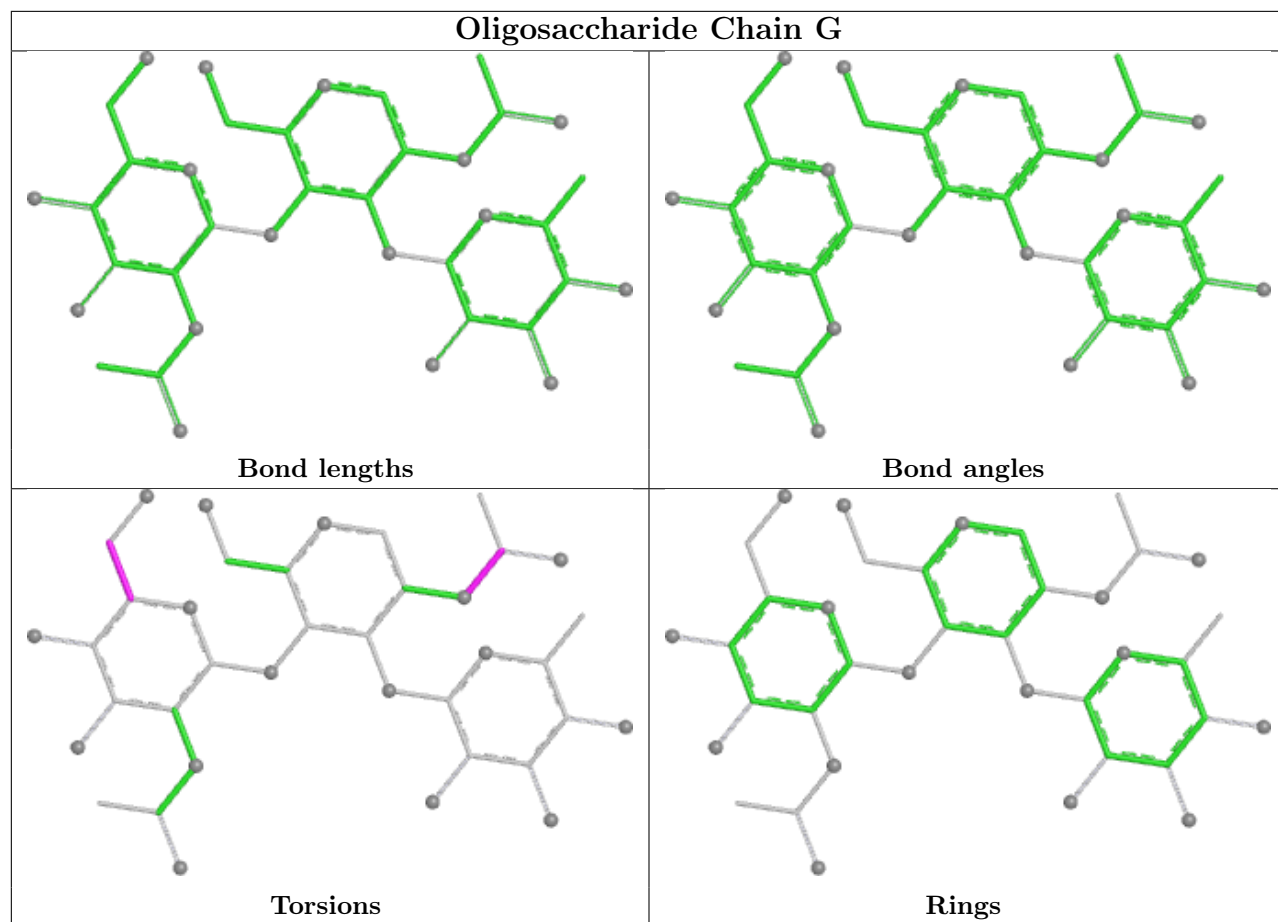 Oligosaccharide Chain G
Bond lengths
Bond angles
Torsions
Rings